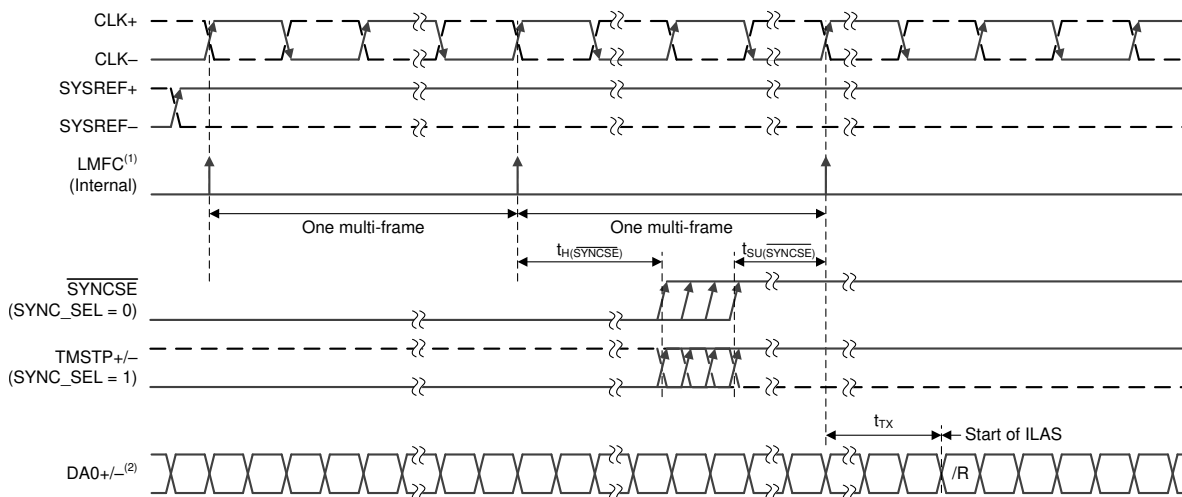 CLK+
CLK–
SYSREF+
SYSREF–
LMFC(1)
(Internal)
One multi-frame
One multi-frame
tH(SYNCSE)
tSU(SYNCSE)
SYNCSE
(SYNC_SEL = 0)
TMSTP+/–
(SYNC_SEL = 1)
tTX
Start of ILAS
DA0+/–(2)
/R